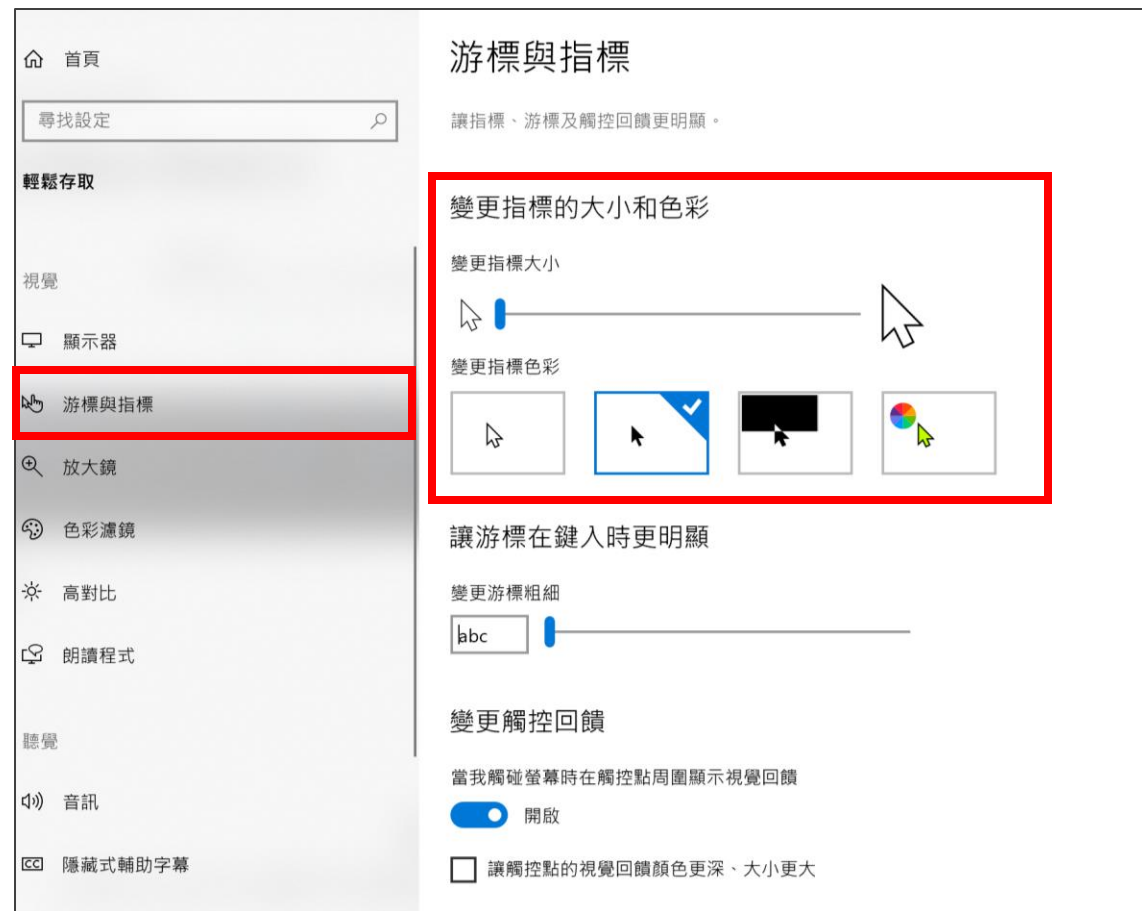 首頁
尋找設定
輕鬆存取
視覺
顯示器
游標與指標
放大鏡
色彩濾鏡
高對比
朗讀程式
聽覺
音訊
CC 隱藏式輔助字幕
游標與指標
讓指標、游標及觸控回饋更明顯。
變更指標的大小和色彩
變更指標大小
變更指標色彩
讓游標在鍵入時更明顯
變更游標粗細
abc
變更觸控回饋
當我觸碰螢幕時在觸控點周圍顯示視覺回饋
開啟
讓觸控點的視覺回饋顏色更深、大小更大